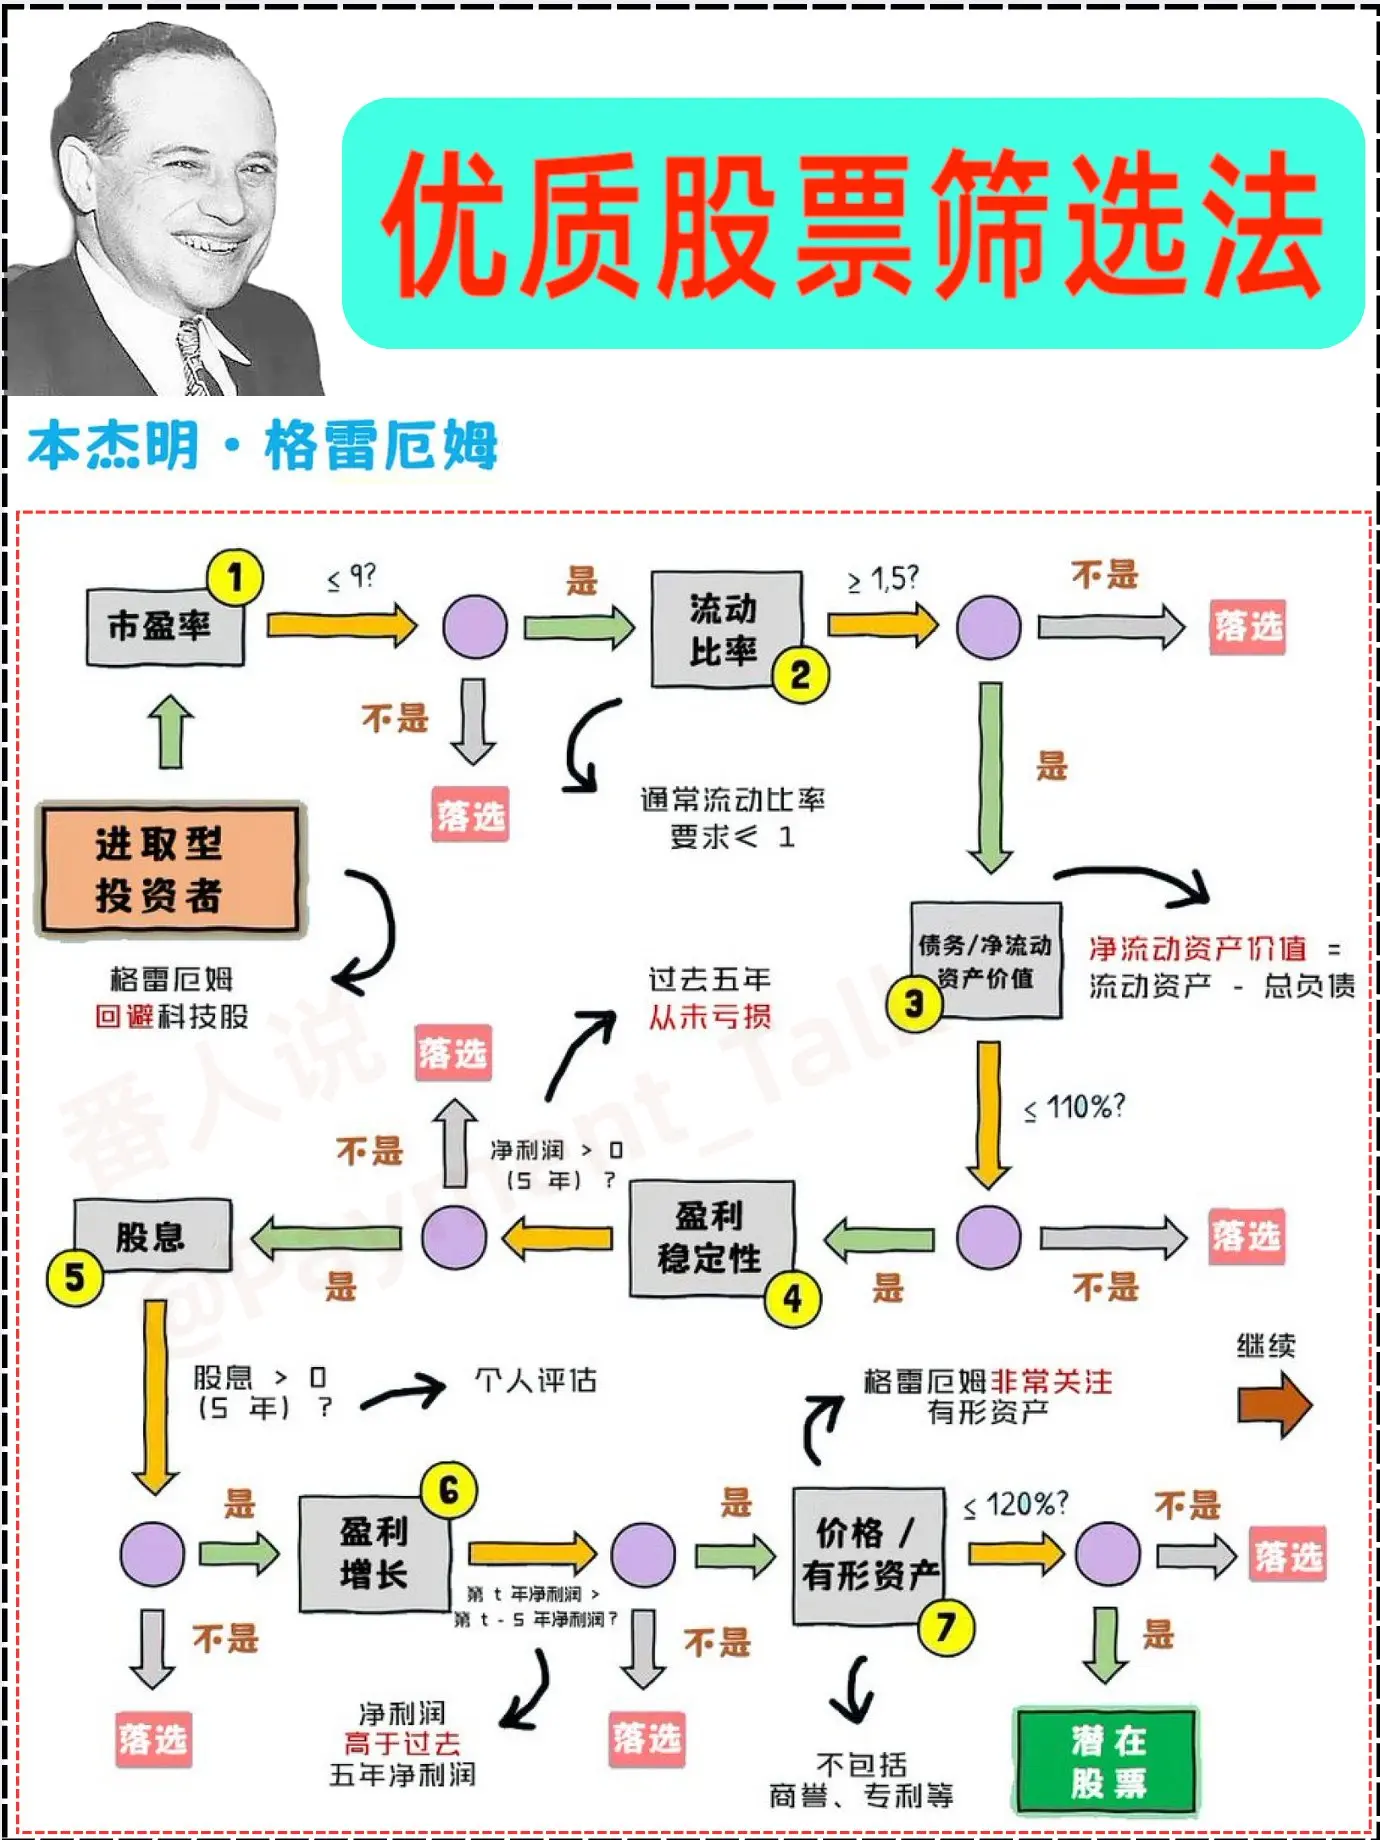 优质股票筛选法
本杰明·格雷厄姆
1
≤ 9?
是
≥ 1,5?
不是
市盈率
流动
比率
2
落选
不是
落选
是
通常流动比率
要求≤ 1
进取型
投资者
格雷厄姆
回避科技股
过去五年
从未亏损
债务/净流动
资产价值
3
净流动资产价值 =
流动资产 - 总负债
落选
不是
净利润 > 0
(5 年) ?
≤ 110%?
股息
5
是
盈利
稳定性
4
是
不是
落选
股息 > 0
(5 年) ?
个人评估
格雷厄姆非常关注
有形资产
继续
是
盈利
增长
6
第 t 年净利润 >
第 t - 5 年净利润?
是
价格 /
有形资产
7
≤ 120%?
不是
落选
不是
落选
净利润
高于过去
五年净利润
不是
落选
不包括
商誉、专利等
是
潜在
股票
番人说
@Payment_Talk